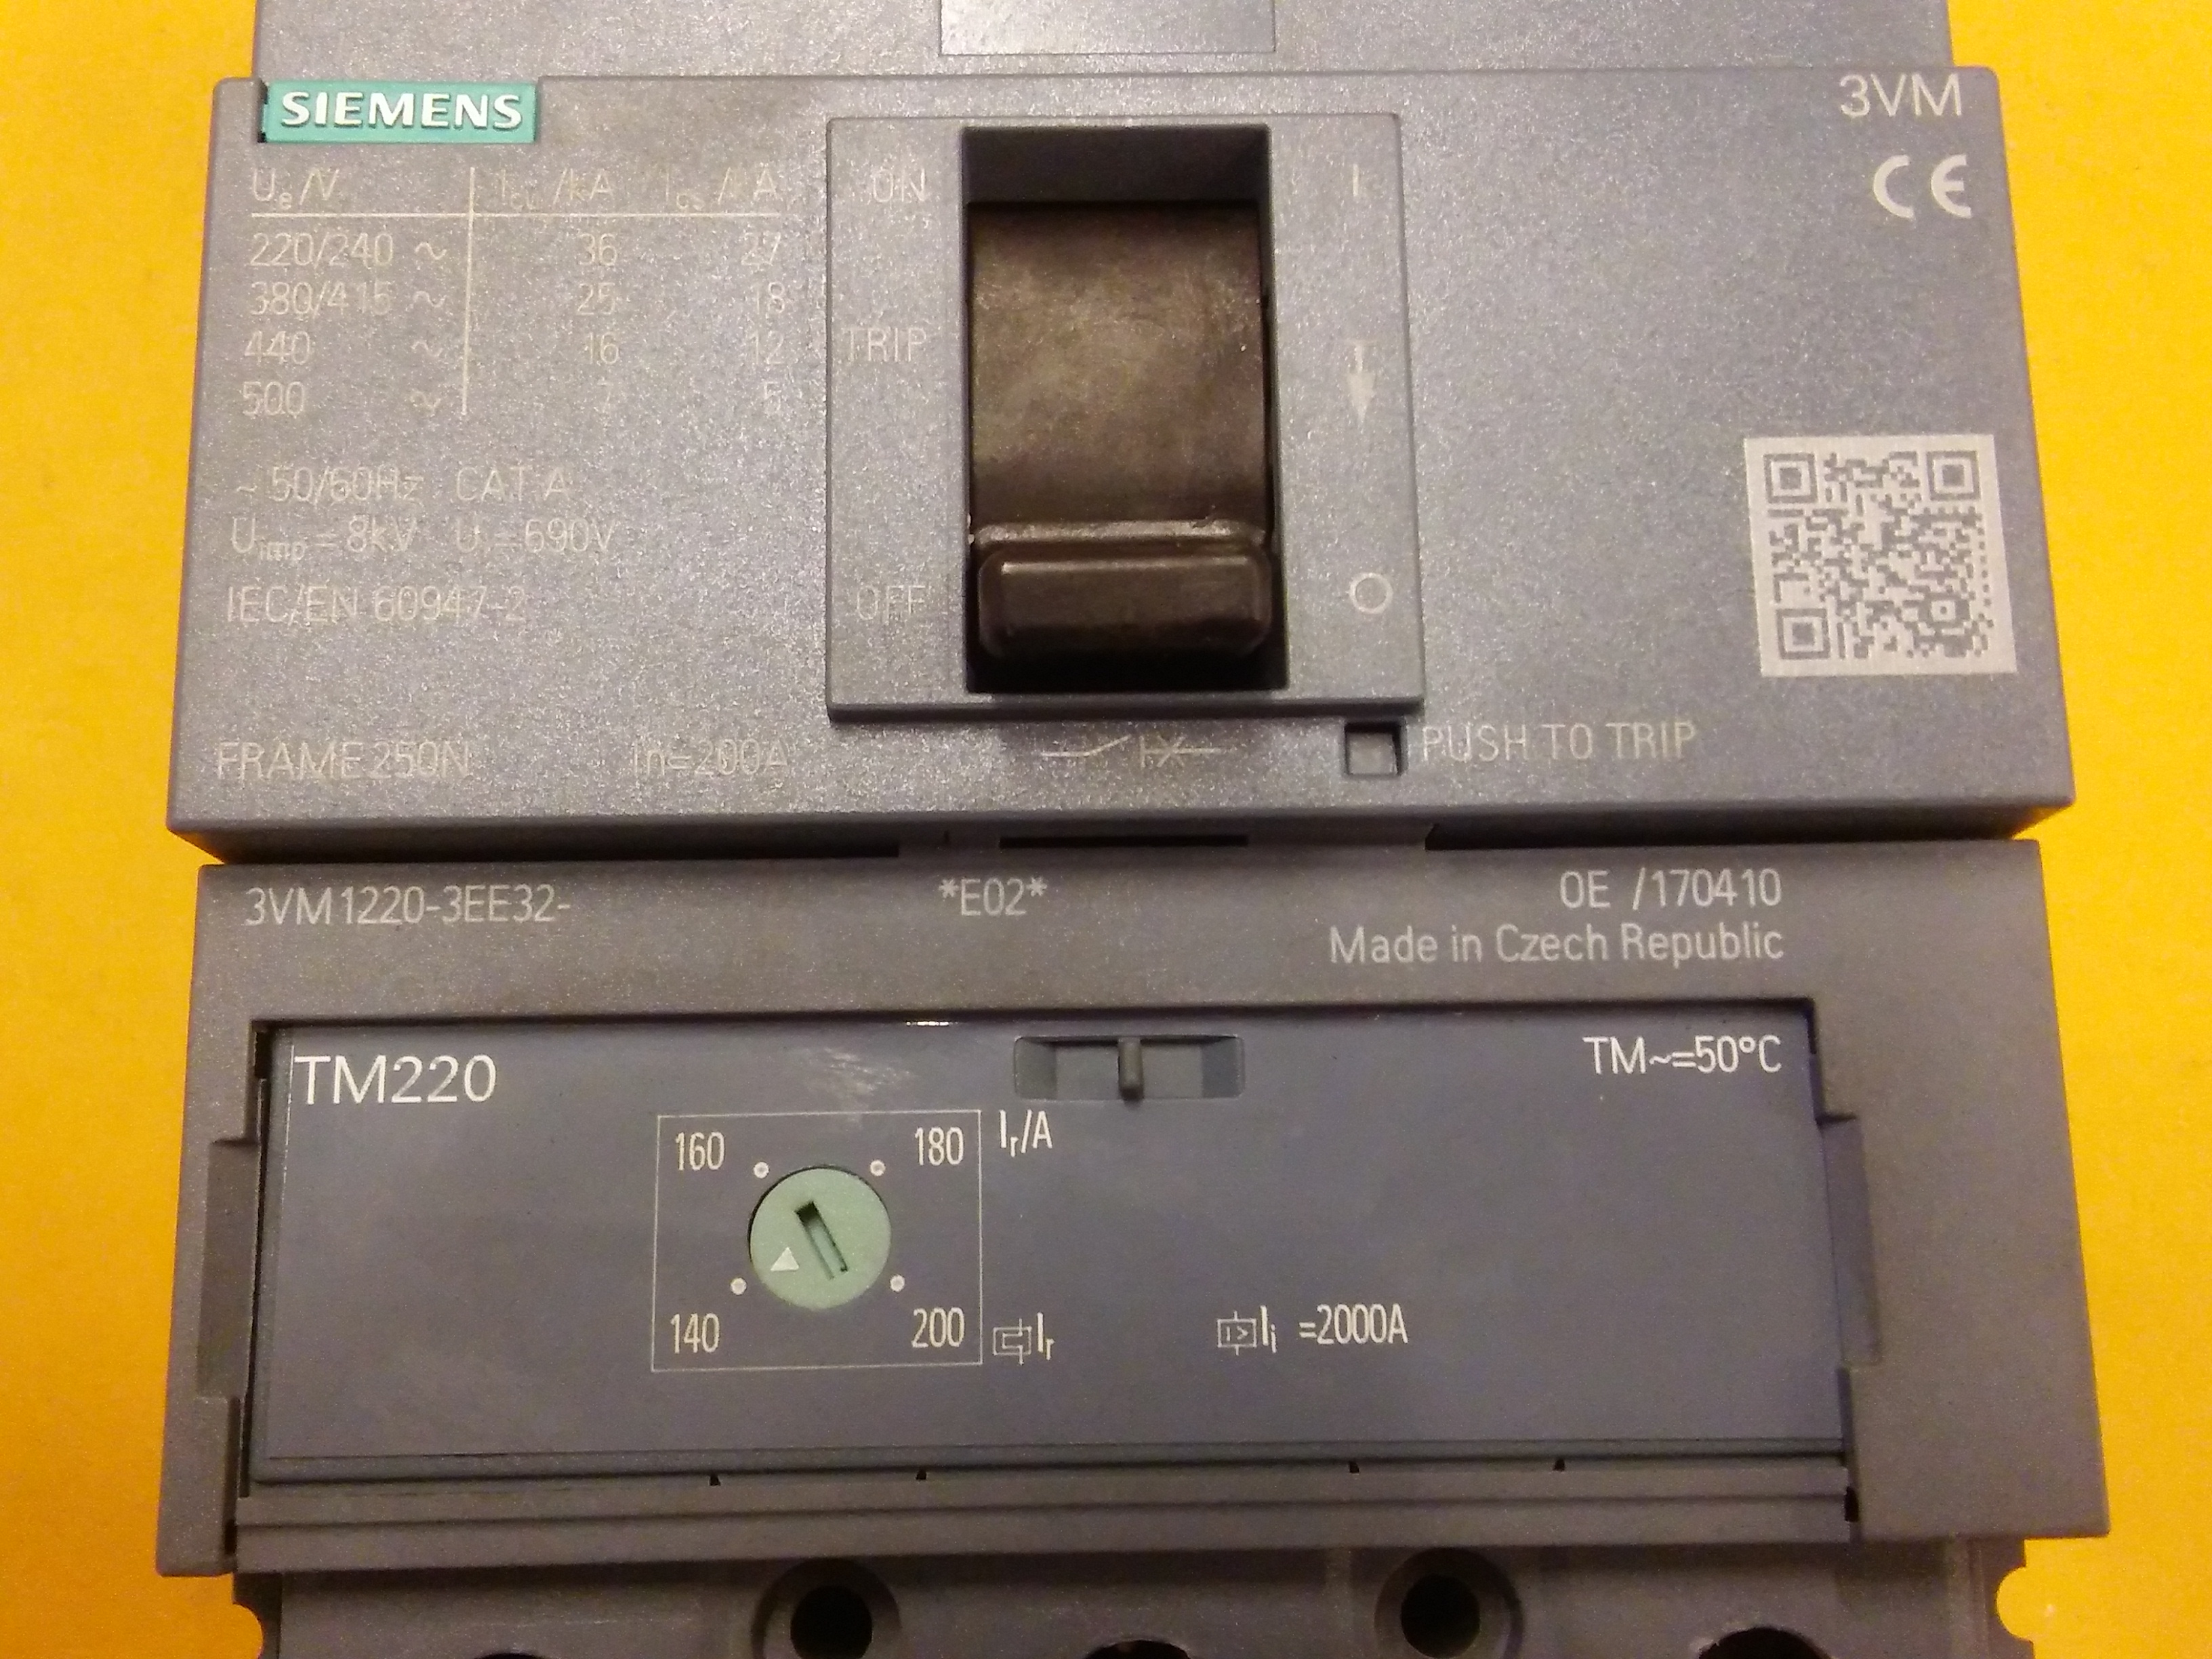 SIEMENS
3VM
CE
Ue/V Icu/kA Ics/kA
220/240 ~ 36 27
380/415 ~ 25 18
440 ~ 16 12
500 ~ 7 5
~50/60Hz CAT A
Uimp=8kV Ui=690V
IEC/EN 60947-2
FRAME 250N In=200A
ON I
TRIP
OFF O
PUSH TO TRIP
3VM1220-3EE32- *E02* OE /170410
Made in Czech Republic
TM220 TM~=50°C
160 180 Ir/A
140 200 Ir Ii =2000A